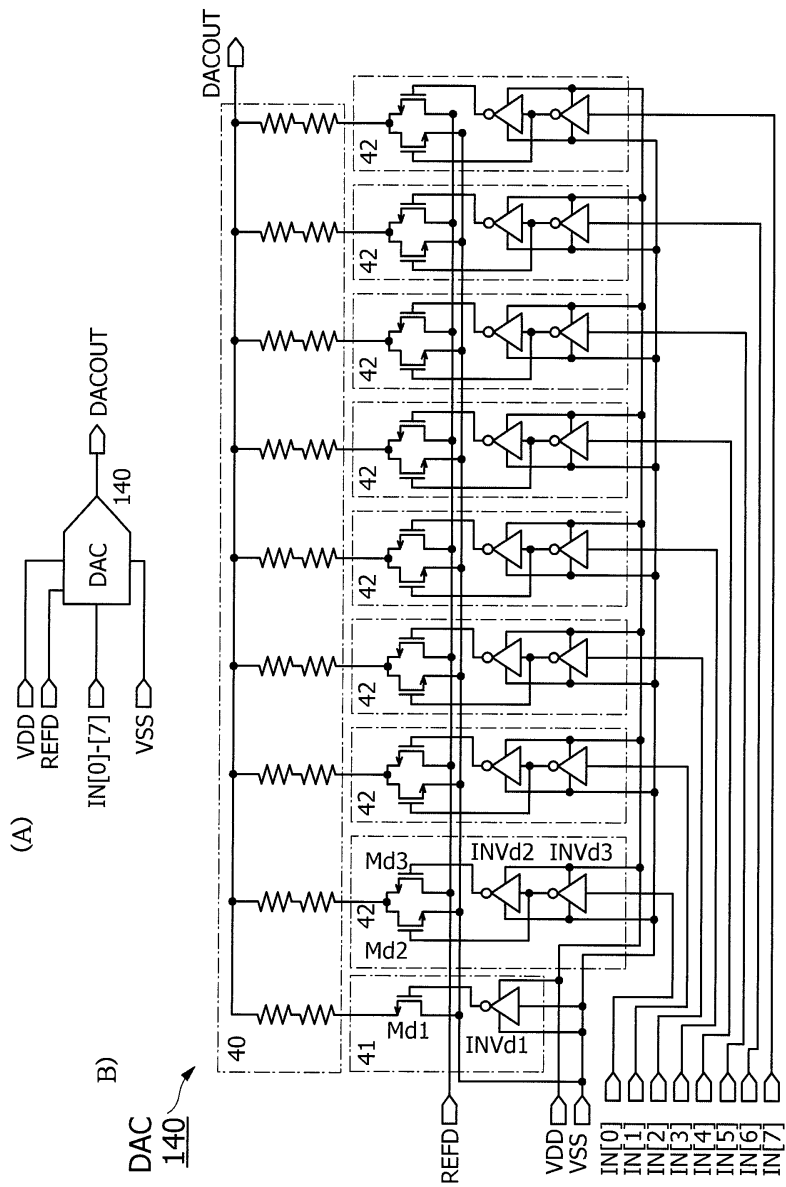 (A)
VDD
REFD
IN[0]-[7]
VSS
DAC
140
DACOUT
B)
DAC
140
DACOUT
40
41
Md1
INVd1
42
Md2
Md3
INVd2
INVd3
42
42
42
42
42
42
42
REFD
VDD
VSS
IN[0]
IN[1]
IN[2]
IN[3]
IN[4]
IN[5]
IN[6]
IN[7]